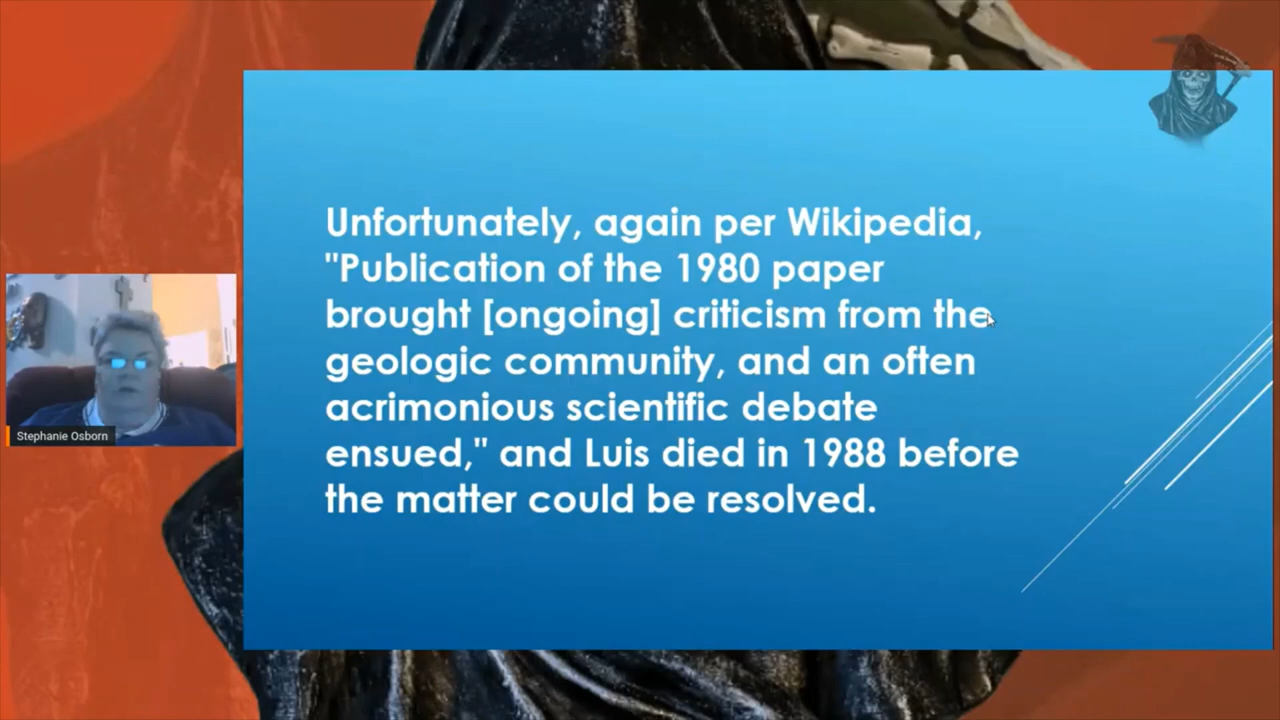 Unfortunately, again per Wikipedia,
"Publication of the 1980 paper
brought [ongoing] criticism from the
geologic community, and an often
acrimonious scientific debate
ensued," and Luis died in 1988 before
the matter could be resolved.
Stephanie Osborn